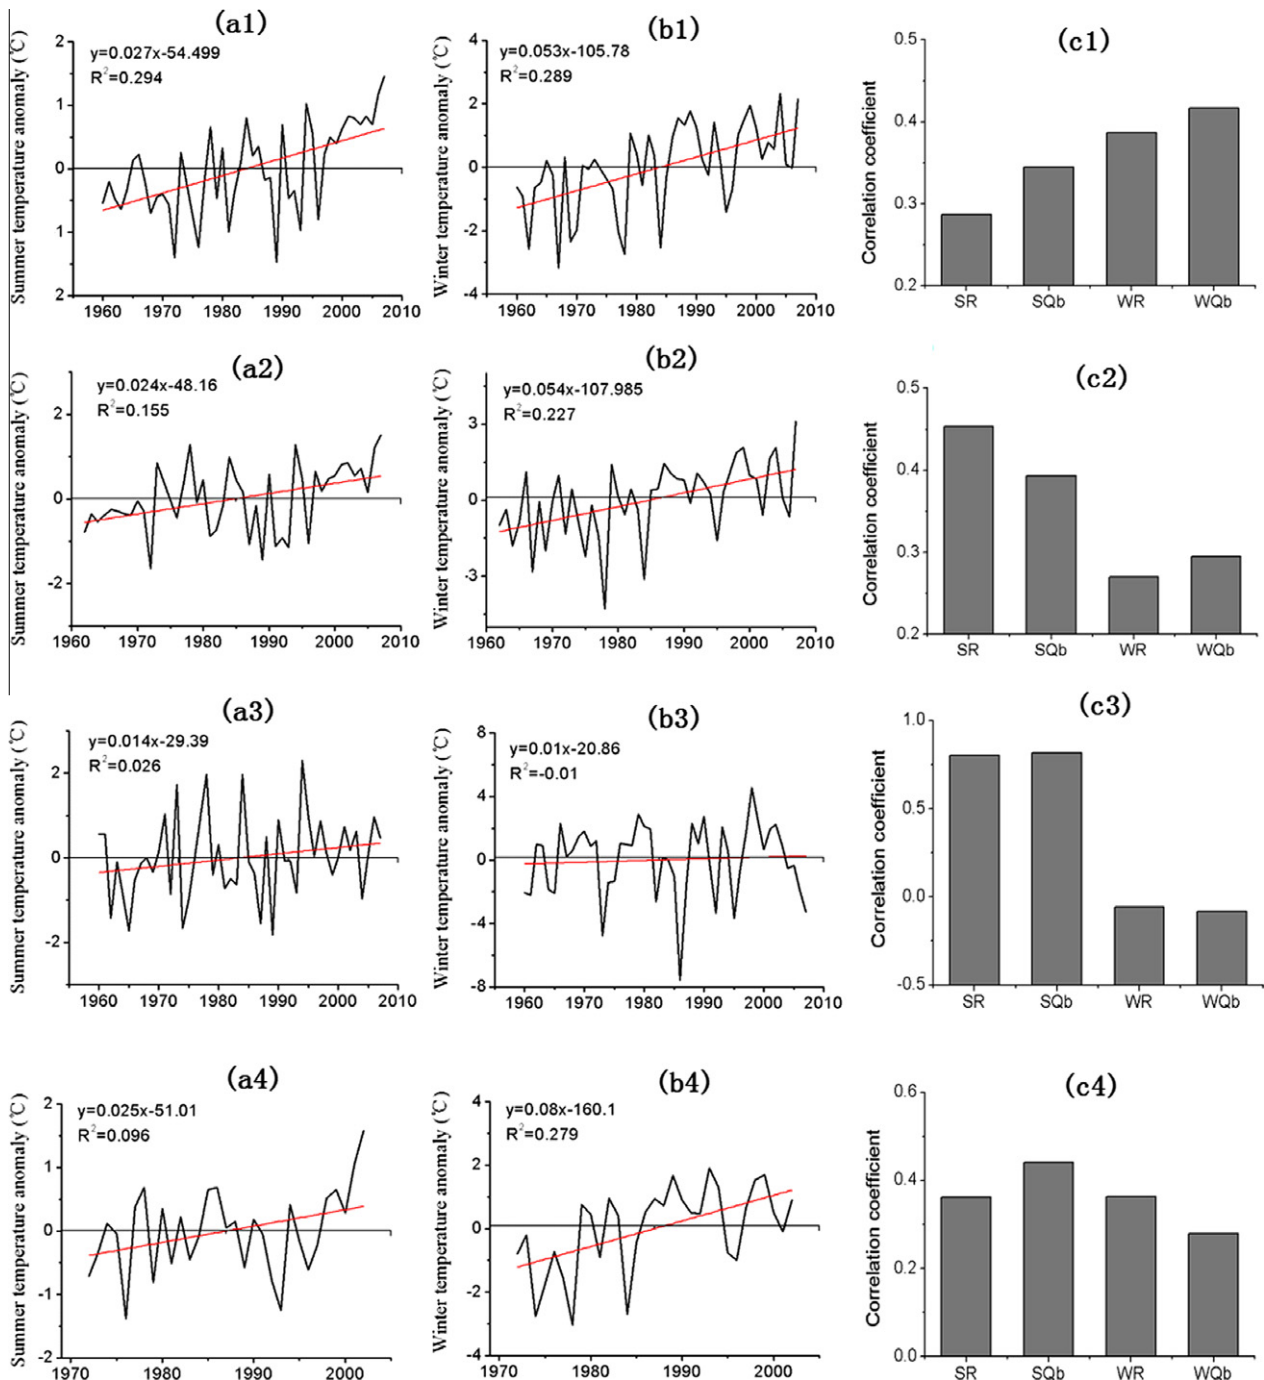 (a1)
Summer temperature anomaly (℃)
y=0.027x-54.499
R²=0.294
2
1
0
1
2
1960 1970 1980 1990 2000 2010
(b1)
Winter temperature anomaly (℃)
y=0.053x-105.78
R²=0.289
4
2
0
-2
-4
1960 1970 1980 1990 2000 2010
(c1)
Correlation coefficient
0.5
0.4
0.3
0.2
SR SQb WR WQb
(a2)
Summer temperature anomaly (℃)
y=0.024x-48.16
R²=0.155
2
0
-2
1960 1970 1980 1990 2000 2010
(b2)
Winter temperature anomaly (℃)
y=0.054x-107.985
R²=0.227
3
0
-3
1960 1970 1980 1990 2000 2010
(c2)
Correlation coefficient
0.5
0.4
0.3
0.2
SR SQb WR WQb
(a3)
Summer temperature anomaly (℃)
y=0.014x-29.39
R²=0.026
2
0
-2
1960 1970 1980 1990 2000 2010
(b3)
Winter temperature anomaly (℃)
y=0.01x-20.86
R²=-0.01
8
4
0
-4
-8
1960 1970 1980 1990 2000 2010
(c3)
Correlation coefficient
1.0
0.5
0.0
-0.5
SR SQb WR WQb
(a4)
Summer temperature anomaly (℃)
y=0.025x-51.01
R²=0.096
2
1
0
-1
-2
1970 1980 1990 2000
(b4)
Winter temperature anomaly (℃)
y=0.08x-160.1
R²=0.279
4
2
0
-2
-4
1970 1980 1990 2000
(c4)
Correlation coefficient
0.6
0.4
0.2
0.0
SR SQb WR WQb